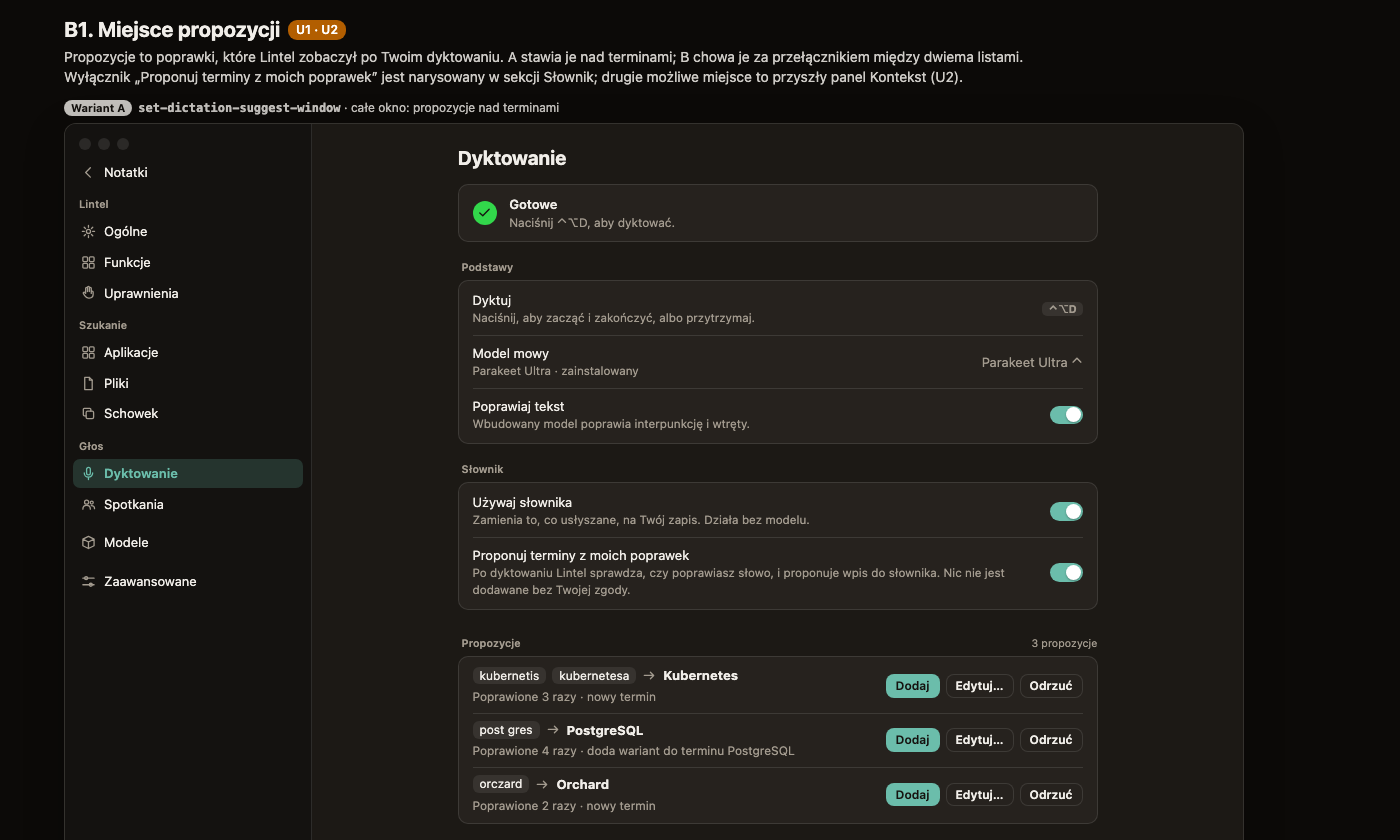 B1. Miejsce propozycji U1 · U2
Propozycje to poprawki, które Lintel zobaczył po Twoim dyktowaniu. A stawia je nad terminami; B chowa je za przełącznikiem między dwiema listami.
Wyłącznik „Proponuj terminy z moich poprawek” jest narysowany w sekcji Słownik; drugie możliwe miejsce to przyszły panel Kontekst (U2).
Wariant A set-dictation-suggest-window · całe okno: propozycje nad terminami
Notatki
Lintel
Ogólne
Funkcje
Uprawnienia
Szukanie
Aplikacje
Pliki
Schowek
Głos
Dyktowanie
Spotkania
Modele
Zaawansowane
Dyktowanie
Gotowe
Naciśnij ⌃⌥D, aby dyktować.
Podstawy
Dyktuj
Naciśnij, aby zacząć i zakończyć, albo przytrzymaj.
⌃⌥D
Model mowy
Parakeet Ultra · zainstalowany
Parakeet Ultra
Poprawiaj tekst
Wbudowany model poprawia interpunkcję i wtręty.
Słownik
Używaj słownika
Zamienia to, co usłyszane, na Twój zapis. Działa bez modelu.
Proponuj terminy z moich poprawek
Po dyktowaniu Lintel sprawdza, czy poprawiasz słowo, i proponuje wpis do słownika. Nic nie jest
dodawane bez Twojej zgody.
Propozycje 3 propozycje
kubernetis kubernetesa → Kubernetes
Poprawione 3 razy · nowy termin
Dodaj Edytuj... Odrzuć
post gres → PostgreSQL
Poprawione 4 razy · doda wariant do terminu PostgreSQL
Dodaj Edytuj... Odrzuć
orczard → Orchard
Poprawione 2 razy · nowy termin
Dodaj Edytuj... Odrzuć